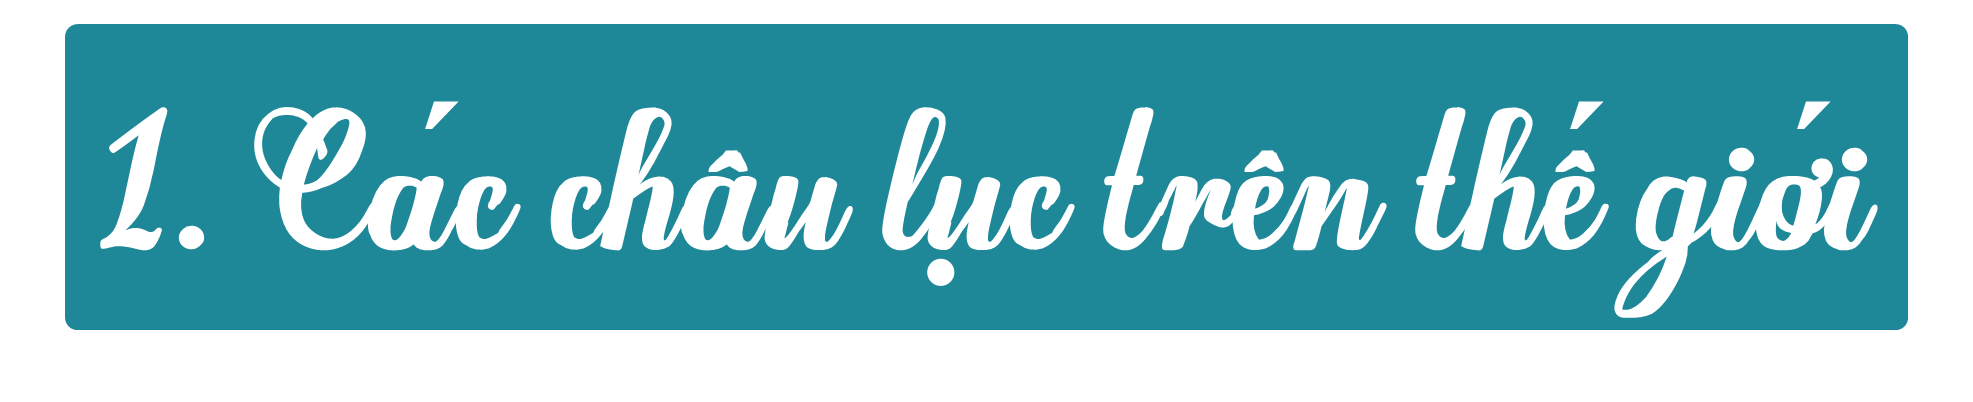 1. Các châu lục trên thế giới